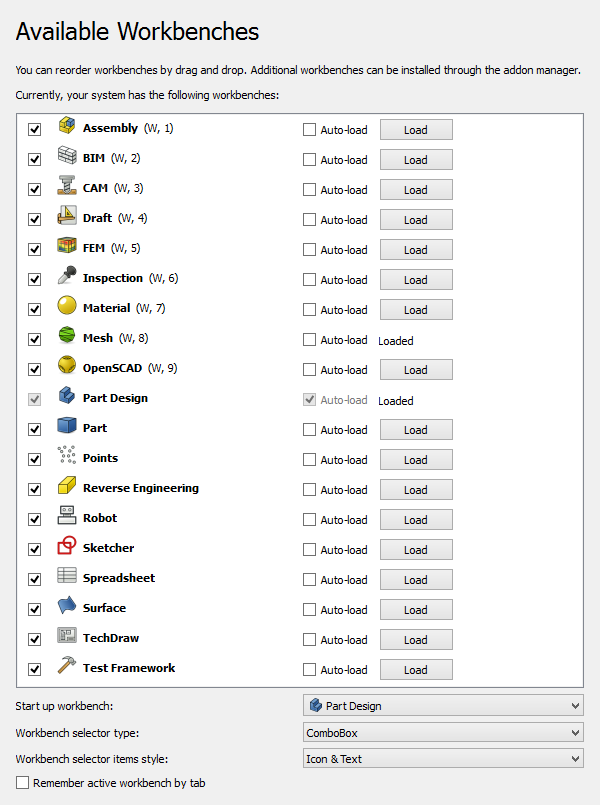 Available Workbenches
You can reorder workbenches by drag and drop. Additional workbenches can be installed through the addon manager.
Currently, your system has the following workbenches:
Assembly (W, 1) Auto-load Load
BIM (W, 2) Auto-load Load
CAM (W, 3) Auto-load Load
Draft (W, 4) Auto-load Load
FEM (W, 5) Auto-load Load
Inspection (W, 6) Auto-load Load
Material (W, 7) Auto-load Load
Mesh (W, 8) Auto-load Loaded
OpenSCAD (W, 9) Auto-load Load
Part Design Auto-load Loaded
Part Auto-load Load
Points Auto-load Load
Reverse Engineering Auto-load Load
Robot Auto-load Load
Sketcher Auto-load Load
Spreadsheet Auto-load Load
Surface Auto-load Load
TechDraw Auto-load Load
Test Framework Auto-load Load
Start up workbench: Part Design
Workbench selector type: ComboBox
Workbench selector items style: Icon & Text
Remember active workbench by tab